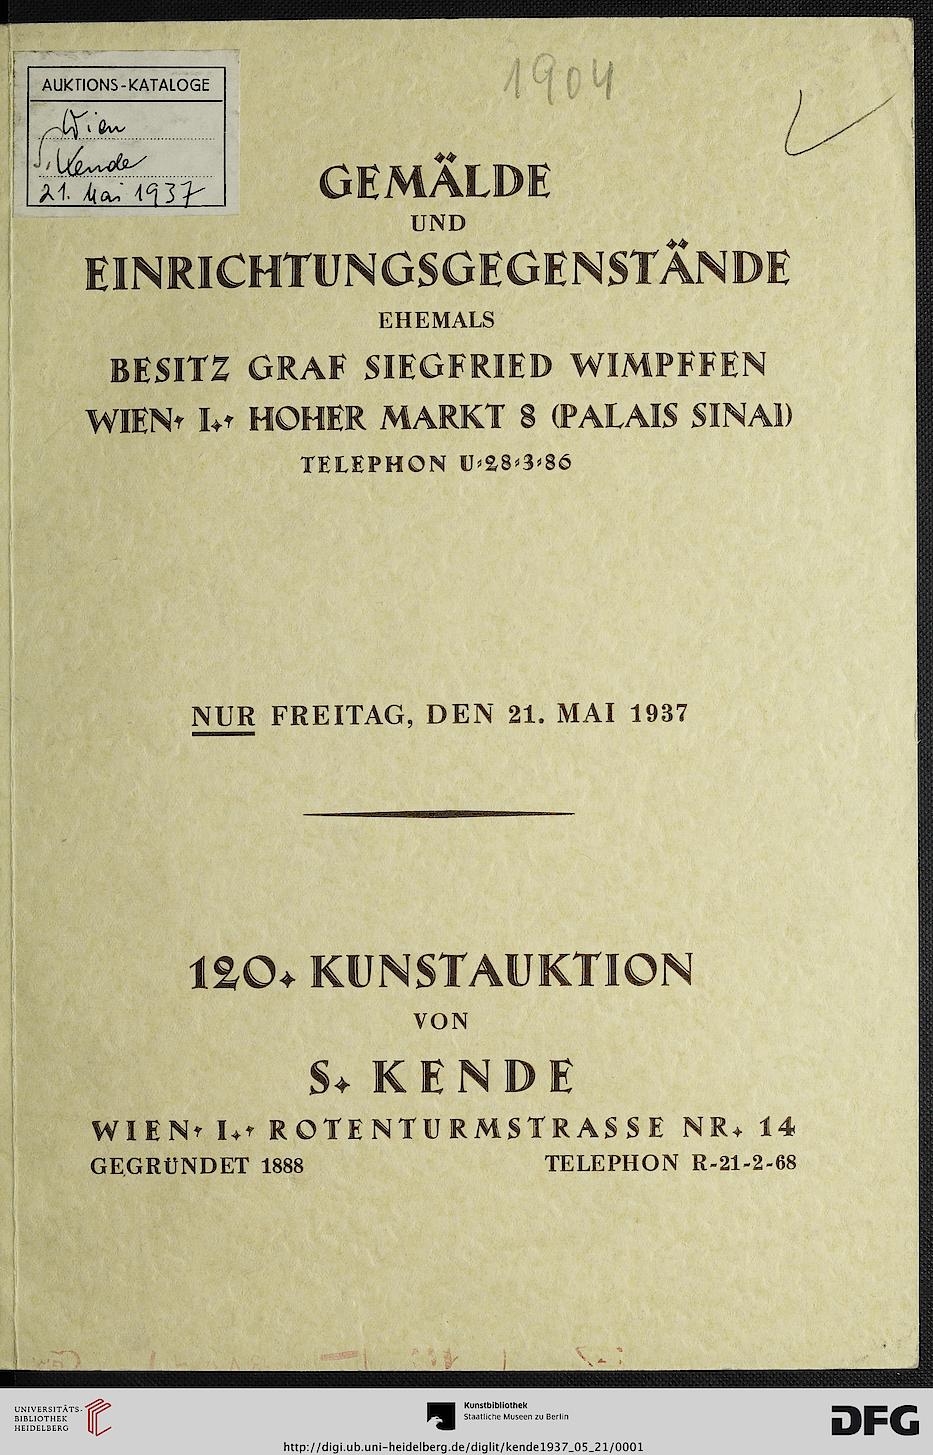 1904
AUKTIONS-KATALOGE
Wien
S. Kende
21. Mai 1937
GEMÄLDE
UND
EINRICHTUNGSGEGENSTÄNDE
EHEMALS
BESITZ GRAF SIEGFRIED WIMPFFEN
WIEN, I., HOHER MARKT 8 (PALAIS SINA)
TELEPHON U-28-3-86
NUR FREITAG, DEN 21. MAI 1937
120. KUNSTAUKTION
VON
S. KENDE
WIEN, I., ROTENTURMSTRASSE NR. 14
GEGRÜNDET 1888 TELEPHON R-21-2-68
UNIVERSITÄTS-
BIBLIOTHEK
HEIDELBERG
Kunstbibliothek
Staatliche Museen zu Berlin
DFG
http://digi.ub.uni-heidelberg.de/diglit/kende1937_05_21/0001